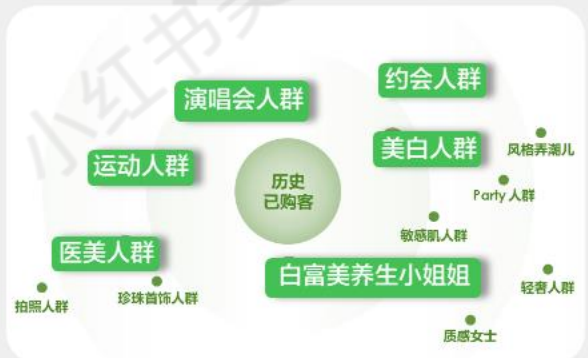 约会人群
演唱会人群
美白人群
风格弄潮儿
运动人群
历史
已购客
Party 人群
敏感肌人群
医美人群
白富美养生小姐姐
轻奢人群
珍珠首饰人群
拍照人群
质感女士
小红书